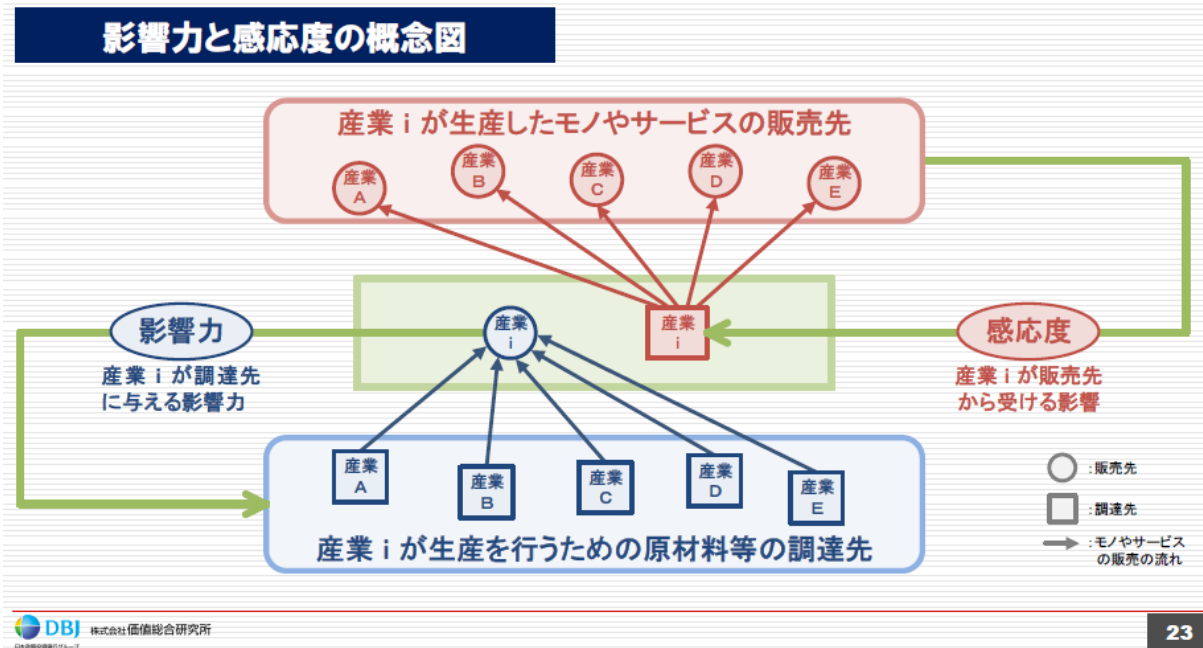 影響力と感応度の概念図
産業ｉが生産したモノやサービスの販売先
産業
A
産業
B
産業
C
産業
D
産業
E
影響力
産業ｉが調達先
に与える影響力
産業
i
産業
i
感応度
産業ｉが販売先
から受ける影響
産業
A
産業
B
産業
C
産業
D
産業
E
産業ｉが生産を行うための原材料等の調達先
:販売先
:調達先
:モノやサービス
の販売の流れ
DBJ 株式会社価値総合研究所
23